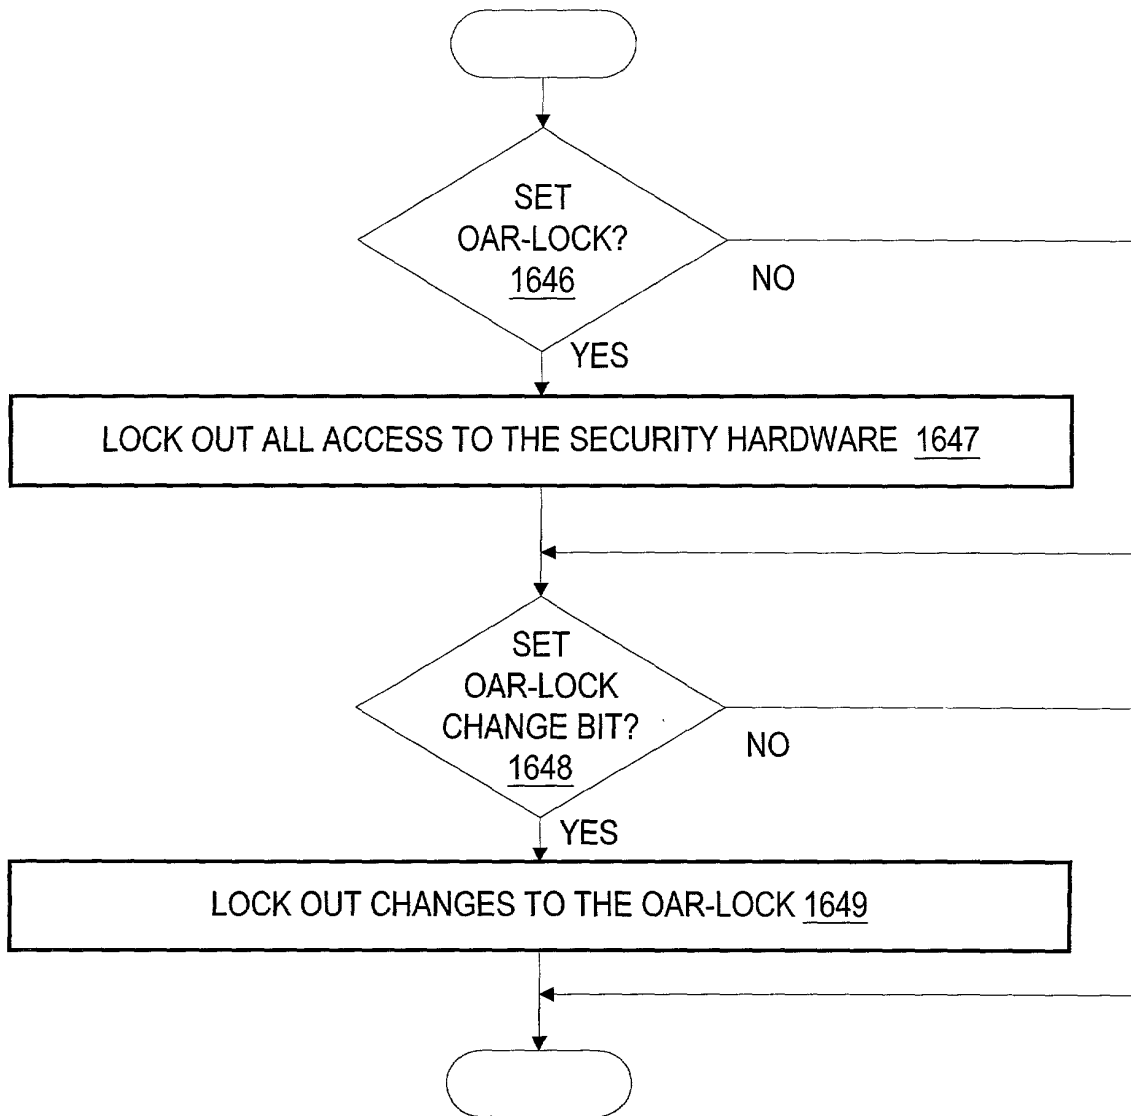 SET
OAR-LOCK?
1646
NO
YES
LOCK OUT ALL ACCESS TO THE SECURITY HARDWARE 1647
SET
OAR-LOCK
CHANGE BIT?
1648
NO
YES
LOCK OUT CHANGES TO THE OAR-LOCK 1649